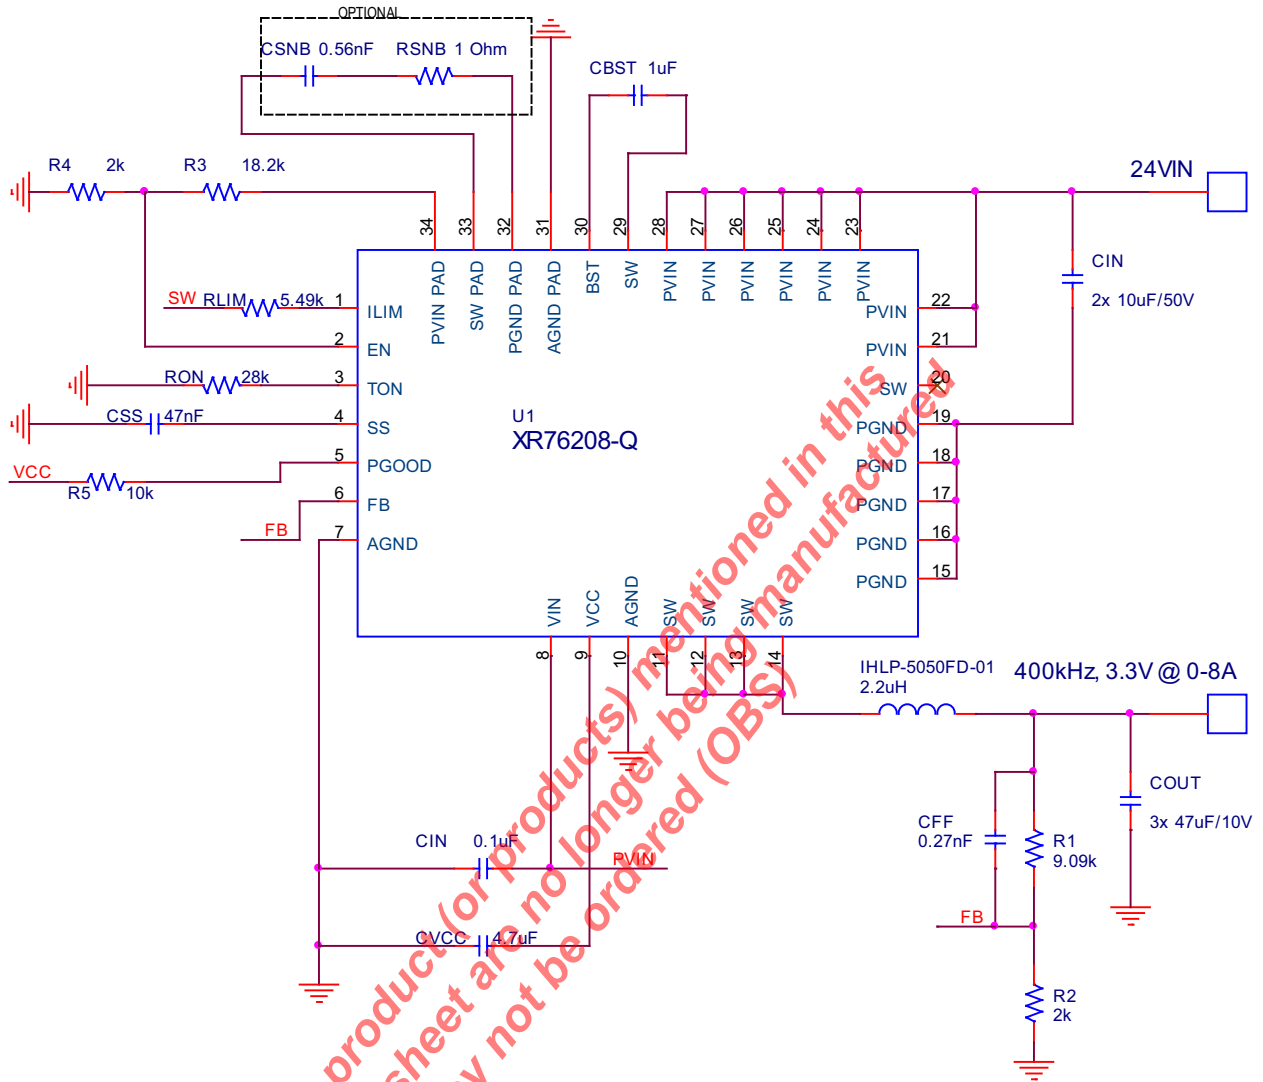 OPTIONAL
CSNB 0.56nF
RSNB 1 Ohm
CBST 1uF
R4 2k
R3 18.2k
24VIN
34
33
32
31
30
29
28
27
26
25
24
23
PVIN PAD
SW PAD
PGND PAD
AGND PAD
BST
SW
PVIN
PVIN
PVIN
PVIN
PVIN
PVIN
CIN
2x 10uF/50V
SW RLIM 5.49k 1 ILIM
2 EN
RON 28k 3 TON
CSS 47nF 4 SS
VCC R5 10k 5 PGOOD
FB 6 FB
7 AGND
U1
XR76208-Q
PVIN 22
PVIN 21
SW 20
PGND 19
PGND 18
PGND 17
PGND 16
PGND 15
VIN
VCC
AGND
SW
SW
SW
SW
8
9
10
11
12
13
14
IHLP-5050FD-01
2.2uH
400kHz, 3.3V @ 0-8A
COUT
3x 47uF/10V
CFF
0.27nF
R1
9.09k
FB
R2
2k
CIN 0.1uF
PVIN
CVCC 4.7uF
product (or products) mentioned in this
sheet are no longer being manufactured
y not be ordered (OBS)